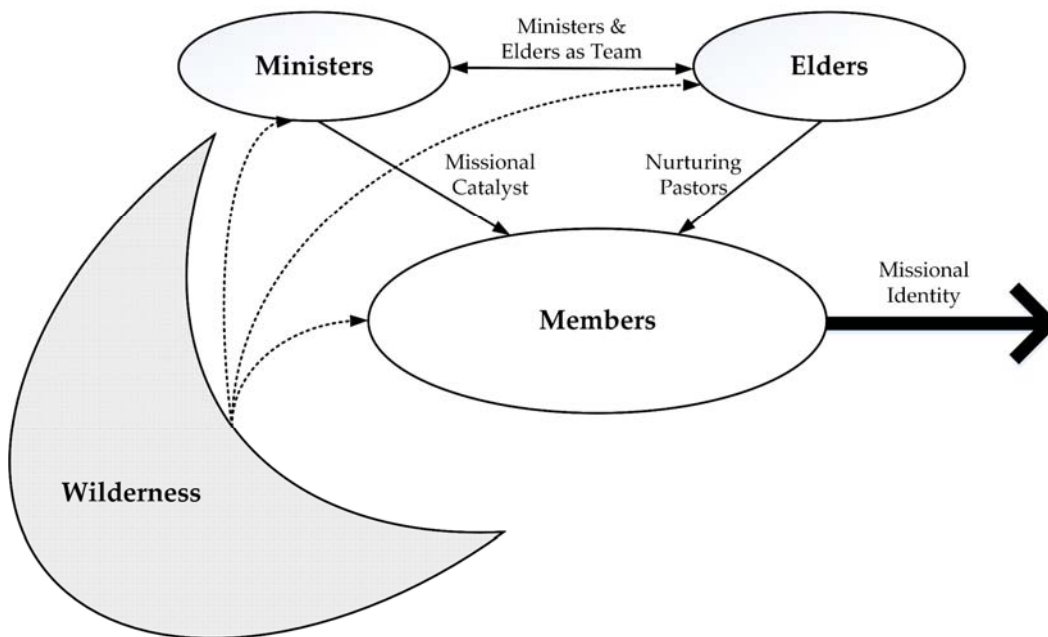 Ministers
Ministers &
Elders as Team
Elders
Missional
Catalyst
Nurturing
Pastors
Members
Missional
Identity
Wilderness